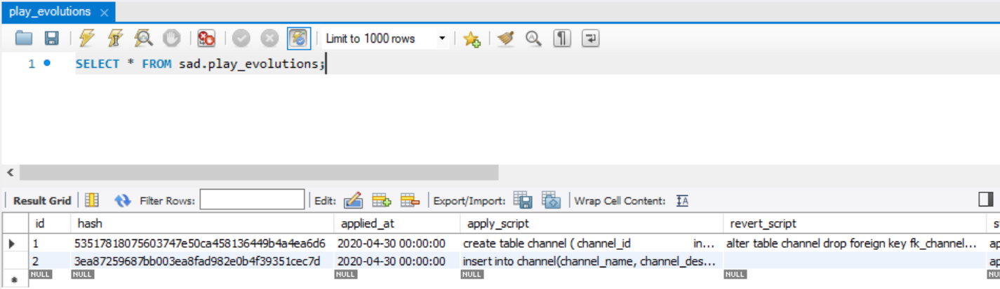 play_evolutions
Limit to 1000 rows
1 SELECT * FROM sad.play_evolutions;
Result Grid Filter Rows: Edit: Export/Import: Wrap Cell Content:
id hash applied_at apply_script revert_script
1 53517818075603747e50ca458136449b4a4ea6d6 2020-04-30 00:00:00 create table channel ( channel_id in... alter table channel drop foreign key fk_channel... ap
2 3ea87259687bb003ea8fad982e0b4f39351cec7d 2020-04-30 00:00:00 insert into channel(channel_name, channel_des... ap
NULL NULL NULL NULL NULL NU